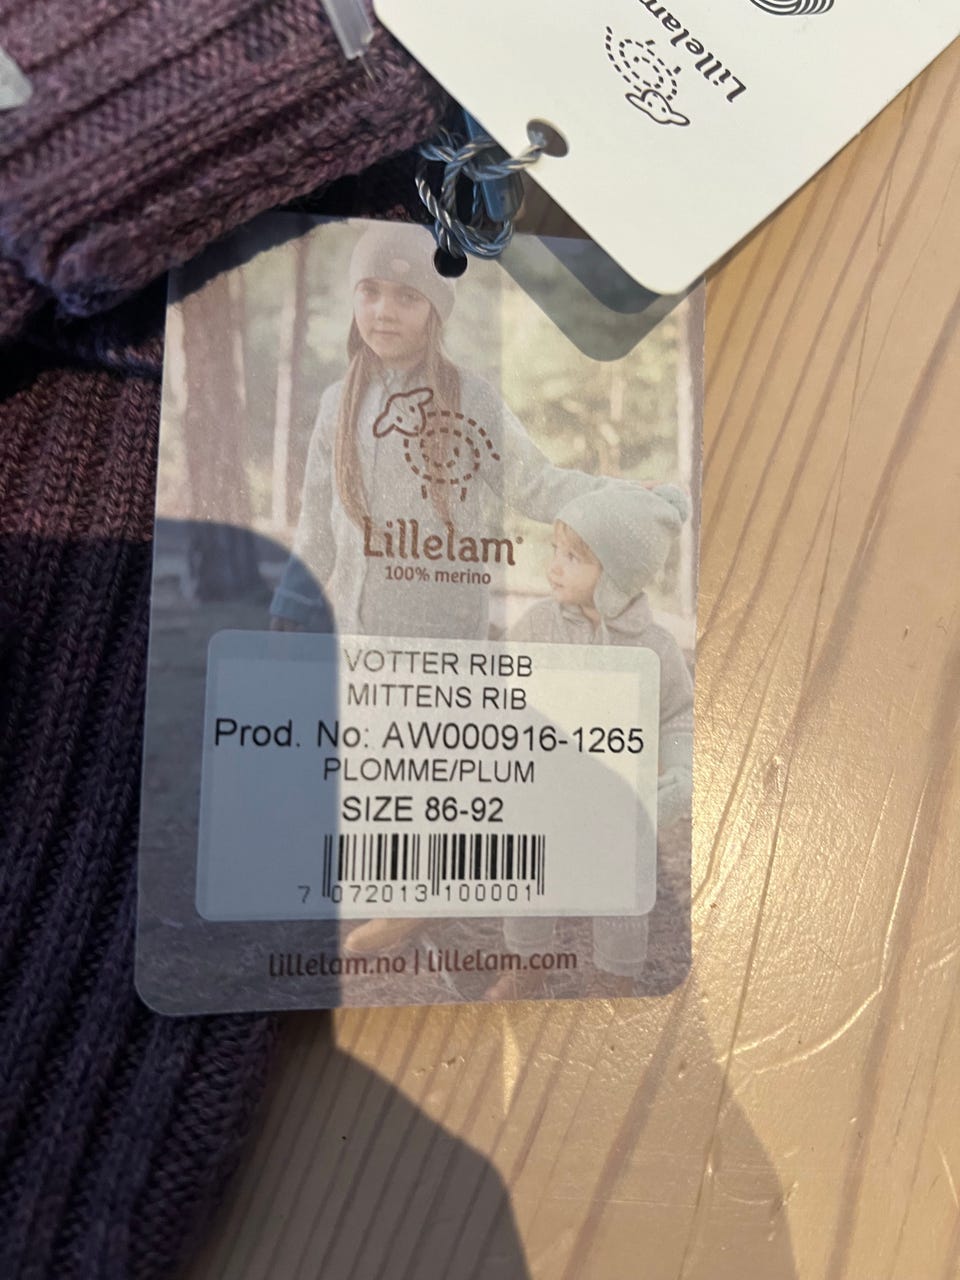 Lillelam
Lillelam®
100% merino
VOTTER RIBB
MITTENS RIB
Prod. No: AW000916-1265
PLOMME/PLUM
SIZE 86-92
7 072013 100001
lillelam.no | lillelam.com